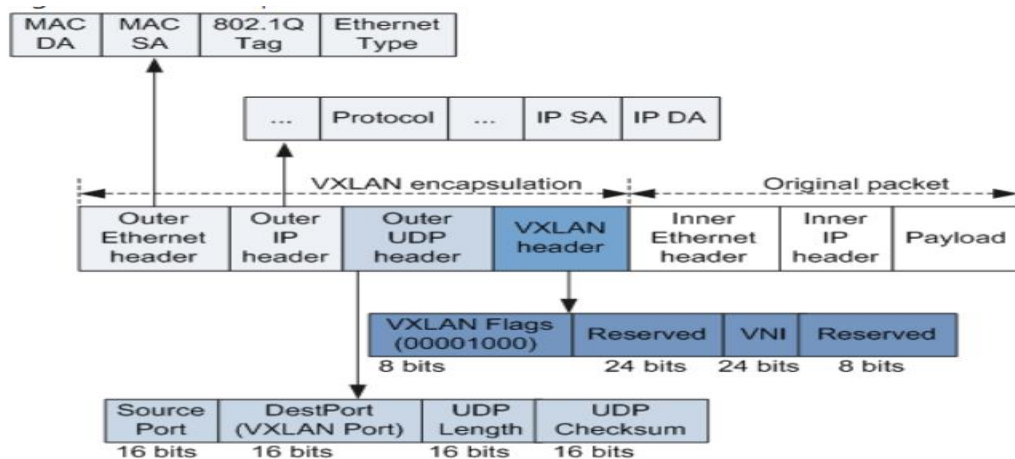 MAC DA
MAC SA
802.1Q Tag
Ethernet Type
...
Protocol
...
IP SA
IP DA
VXLAN encapsulation
Original packet
Outer Ethernet header
Outer IP header
Outer UDP header
VXLAN header
Inner Ethernet header
Inner IP header
Payload
VXLAN Flags (00001000)
Reserved
VNI
Reserved
8 bits
24 bits
24 bits
8 bits
Source Port
DestPort (VXLAN Port)
UDP Length
UDP Checksum
16 bits
16 bits
16 bits
16 bits